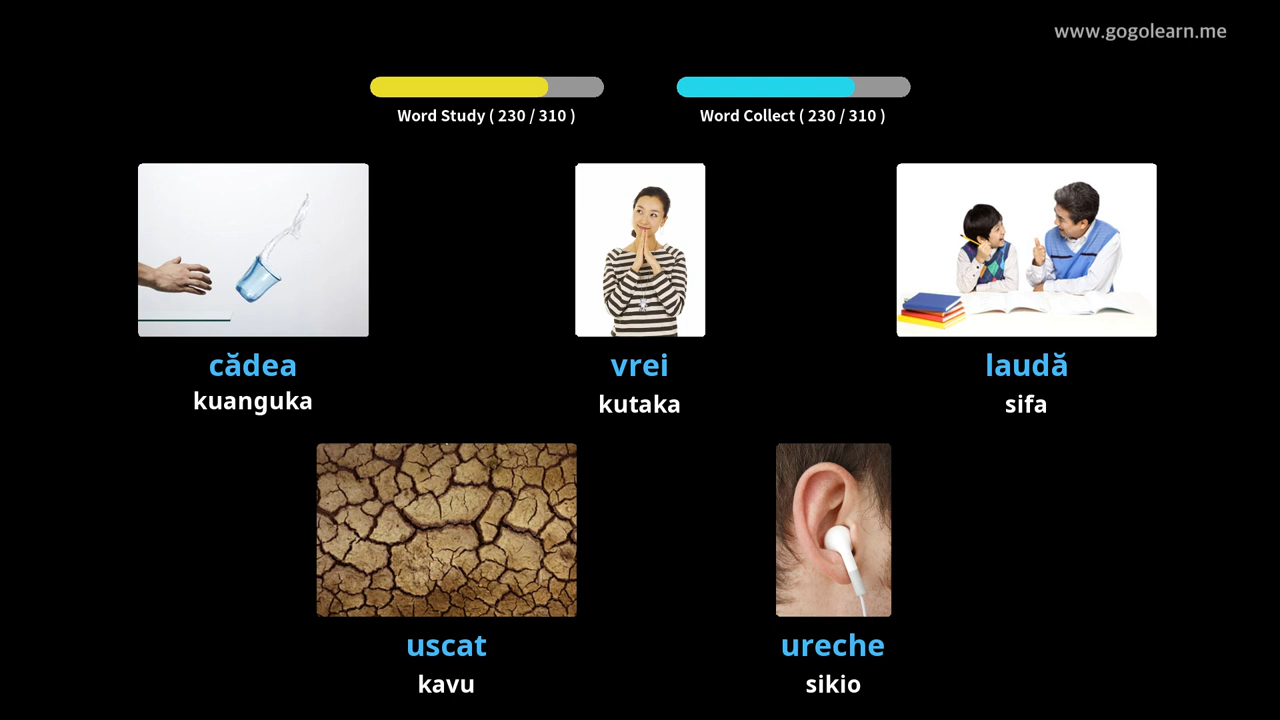 www.gogolearn.me
Word Study ( 230 / 310 )
Word Collect ( 230 / 310 )
cădea
kuanguka
vrei
kutaka
laudă
sifa
uscat
kavu
ureche
sikio